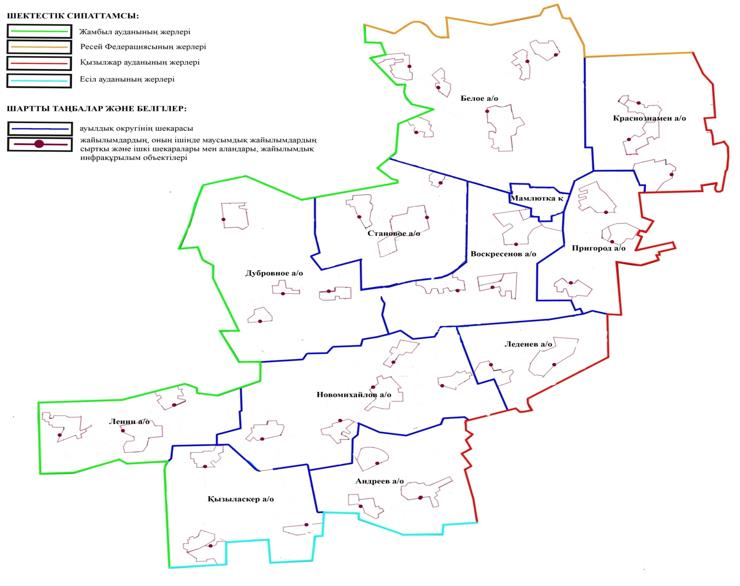 ШЕКТЕСТІК СИПАТТАМСЫ:
Жамбыл ауданының жерлері
Ресей Федерациясының жерлері
Қызылжар ауданының жерлері
Есіл ауданының жерлері
ШАРТТЫ ТАҢБАЛАР ЖӘНЕ БЕЛГІЛЕР:
ауылдық округінің шекарасы
жайылымдардың, оның ішінде маусымдық жайылымдардың
сыртқы және ішкі шекаралары мен алаңдары, жайылымдық
инфрақұрылым объектілері
Белое а/о
Краснознамен а/о
Мамлютка к
Становое а/о
Воскресенов а/о
Пригород а/о
Дубровное а/о
Леденев а/о
Новомихайлов а/о
Ленин а/о
Андреев а/о
Қызыласкер а/о